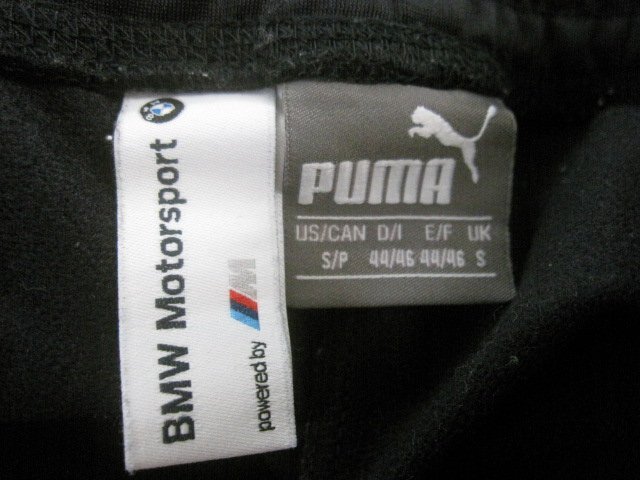 BMW Motorsport
powered by M
PUMA
US/CAN D/I E/F UK
S/P 44/46 44/46 S